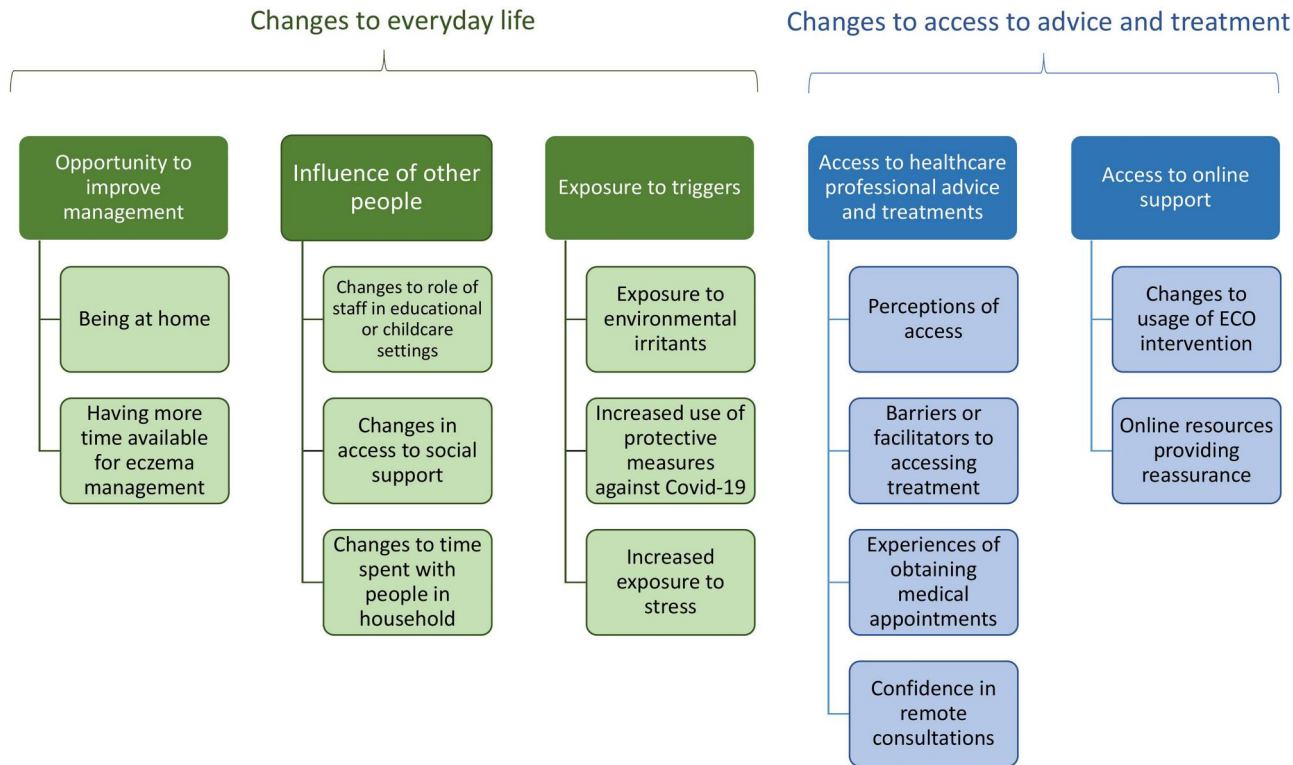 Changes to everyday life
Changes to access to advice and treatment
Opportunity to
improve
management
Being at home
Having more
time available
for eczema
management
Influence of other
people
Changes to role of
staff in educational
or childcare
settings
Changes in
access to social
support
Changes to time
spent with
people in
household
Exposure to triggers
Exposure to
environmental
irritants
Increased use of
protective
measures
against Covid-19
Increased
exposure to
stress
Access to healthcare
professional advice
and treatments
Perceptions of
access
Barriers or
facilitators to
accessing
treatment
Experiences of
obtaining
medical
appointments
Confidence in
remote
consultations
Access to online
support
Changes to
usage of ECO
intervention
Online resources
providing
reassurance